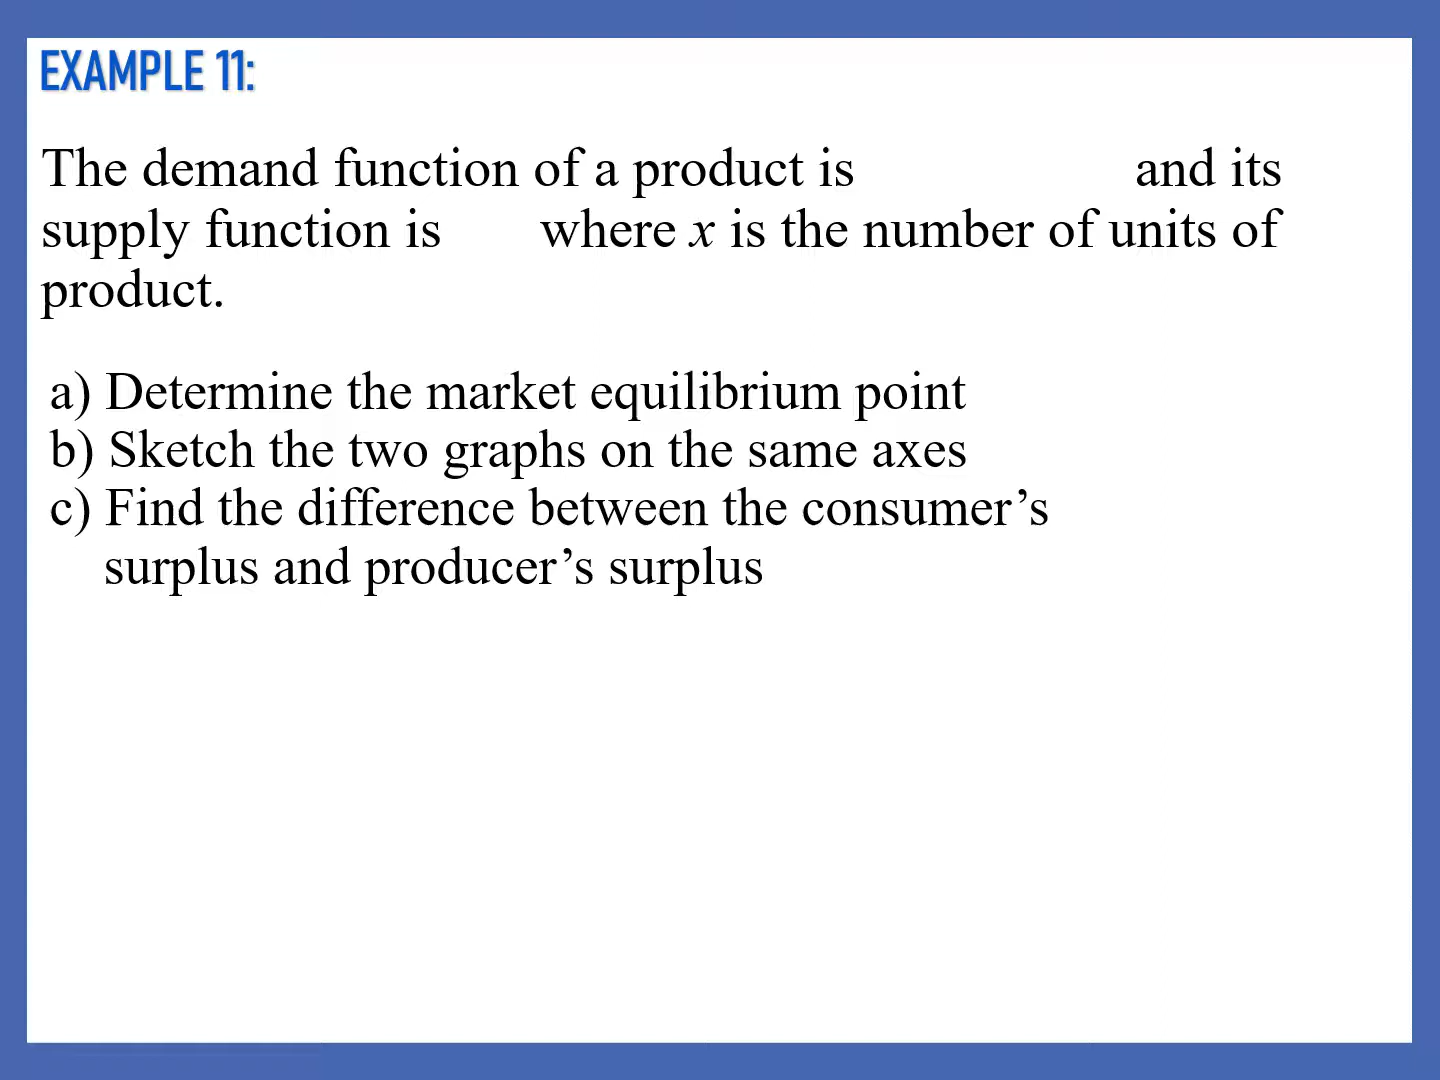 EXAMPLE 11:
The demand function of a product is and its
supply function is where x is the number of units of
product.
a) Determine the market equilibrium point
b) Sketch the two graphs on the same axes
c) Find the difference between the consumer’s
surplus and producer’s surplus